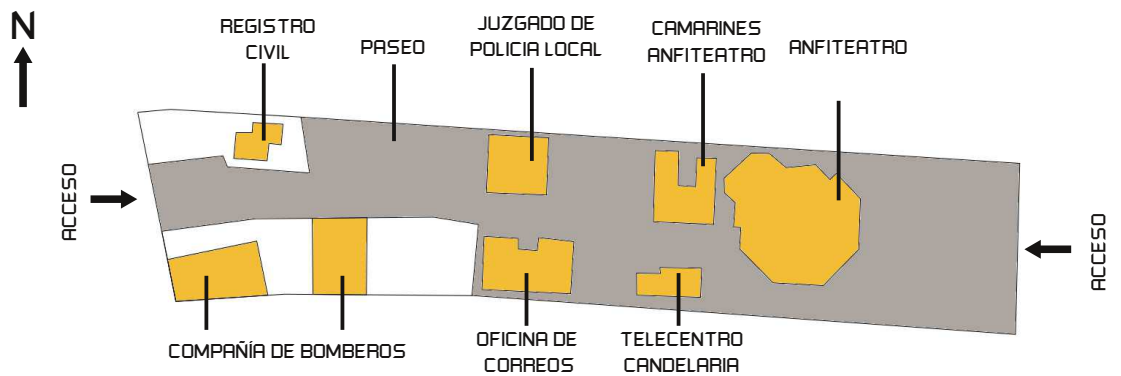 N
REGISTRO
CIVIL
PASEO
JUZGADO DE
POLICIA LOCAL
CAMARINES
ANFITEATRO
ANFITEATRO
ACCESO
ACCESO
COMPAÑÍA DE BOMBEROS
OFICINA DE
CORREOS
TELECENTRO
CANDELARIA